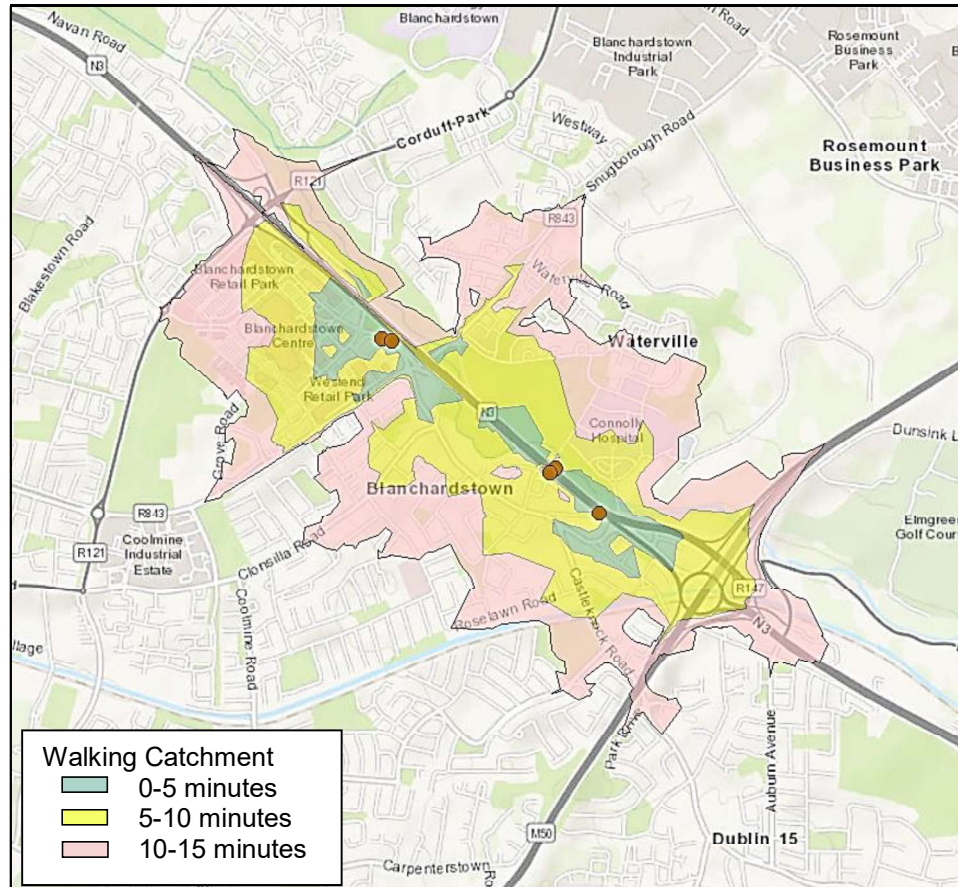 Navan Road
N3
Blanchardstown
Blanchardstown
Industrial
Park
Road
Rosemount
Business
Park
Corduff-Park
Westway
Snugborough Road
Rosemount
Business Park
R121
Blakestown Road
R843
Blanchardstown
Retail Park
Waterville Road
Blanchardstown
Centre
Waterville
Westend
Retail Park
N3
Connolly
Hospital
Grove Road
Dunsink L
Blanchardstown
R843
Coolmine
Industrial
Estate
Clonsilla Road
R121
Elmgreen
Golf Cours
Coolmine Road
Roselawn Road
Castleknock Road
R147
N3
llage
Park Drive
Auburn Avenue
Walking Catchment
0-5 minutes
5-10 minutes
10-15 minutes
M50
Dublin 15
Carpenterstown
Ro